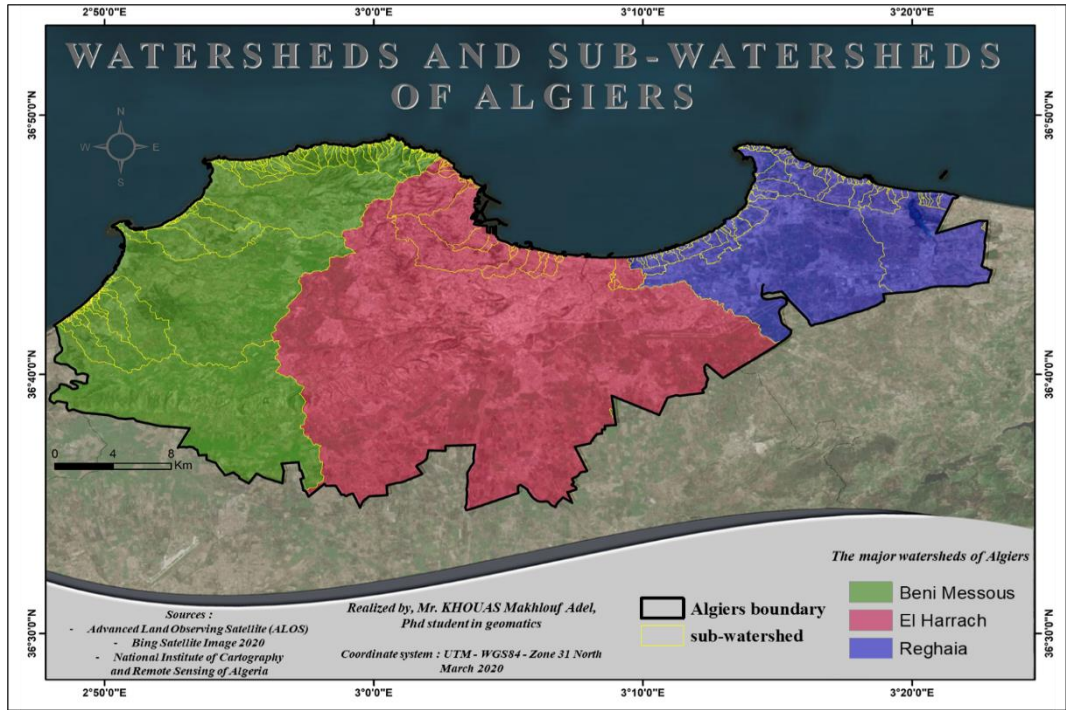 2°50'0"E 3°0'0"E 3°10'0"E 3°20'0"E
WATERSHEDS AND SUB-WATERSHEDS
OF ALGIERS
36°50'0"N 36°50'0"N
N
W E
S
36°40'0"N 36°40'0"N
0 4 8
Km
The major watersheds of Algiers
Beni Messous
El Harrach
Reghaia
Algiers boundary
sub-watershed
Realized by, Mr. KHOUAS Makhlouf Adel,
Phd student in geomatics
Coordinate system : UTM - WGS84 - Zone 31 North
March 2020
Sources :
- Advanced Land Observing Satellite (ALOS)
- Bing Satellite Image 2020
- National Institute of Cartography
and Remote Sensing of Algeria
36°30'0"N 36°30'0"N
2°50'0"E 3°0'0"E 3°10'0"E 3°20'0"E